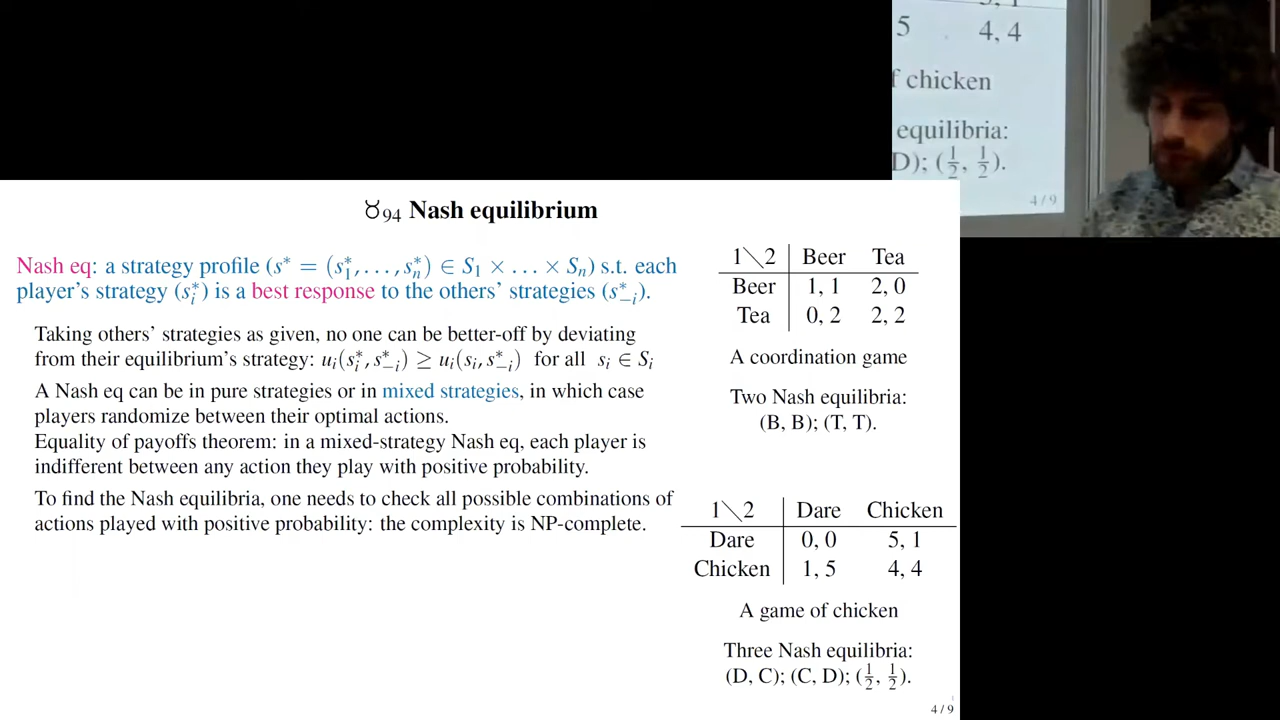 5
4, 4
chicken
equilibria:
D); (1/2, 1/2).
4 / 9
♉94 Nash equilibrium
Nash eq: a strategy profile (s* = (s₁*, . . . , sₙ*) ∈ S₁ × . . . × Sₙ) s.t. each
player's strategy (sᵢ*) is a best response to the others' strategies (s₋ᵢ*).
Taking others' strategies as given, no one can be better-off by deviating
from their equilibrium's strategy: uᵢ(sᵢ*, s₋ᵢ*) ≥ uᵢ(sᵢ, s₋ᵢ*) for all sᵢ ∈ Sᵢ
A Nash eq can be in pure strategies or in mixed strategies, in which case
players randomize between their optimal actions.
Equality of payoffs theorem: in a mixed-strategy Nash eq, each player is
indifferent between any action they play with positive probability.
To find the Nash equilibria, one needs to check all possible combinations of
actions played with positive probability: the complexity is NP-complete.
1\2 Beer Tea
Beer 1, 1 2, 0
Tea 0, 2 2, 2
A coordination game
Two Nash equilibria:
(B, B); (T, T).
1\2 Dare Chicken
Dare 0, 0 5, 1
Chicken 1, 5 4, 4
A game of chicken
Three Nash equilibria:
(D, C); (C, D); (1/2, 1/2).
4 / 9